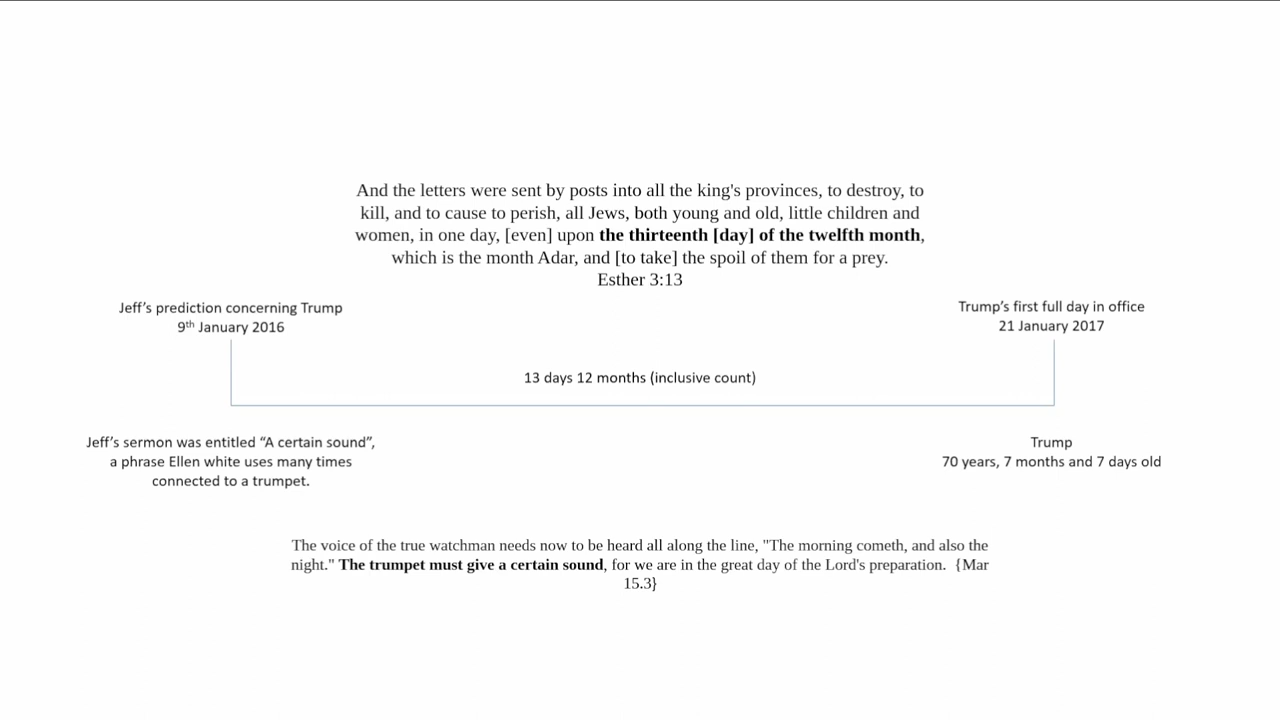 And the letters were sent by posts into all the king's provinces, to destroy, to
kill, and to cause to perish, all Jews, both young and old, little children and
women, in one day, [even] upon the thirteenth [day] of the twelfth month,
which is the month Adar, and [to take] the spoil of them for a prey.
Esther 3:13
Jeff’s prediction concerning Trump
9th January 2016
Trump’s first full day in office
21 January 2017
13 days 12 months (inclusive count)
Jeff’s sermon was entitled “A certain sound”,
a phrase Ellen white uses many times
connected to a trumpet.
Trump
70 years, 7 months and 7 days old
The voice of the true watchman needs now to be heard all along the line, "The morning cometh, and also the
night." The trumpet must give a certain sound, for we are in the great day of the Lord's preparation. {Mar
15.3}